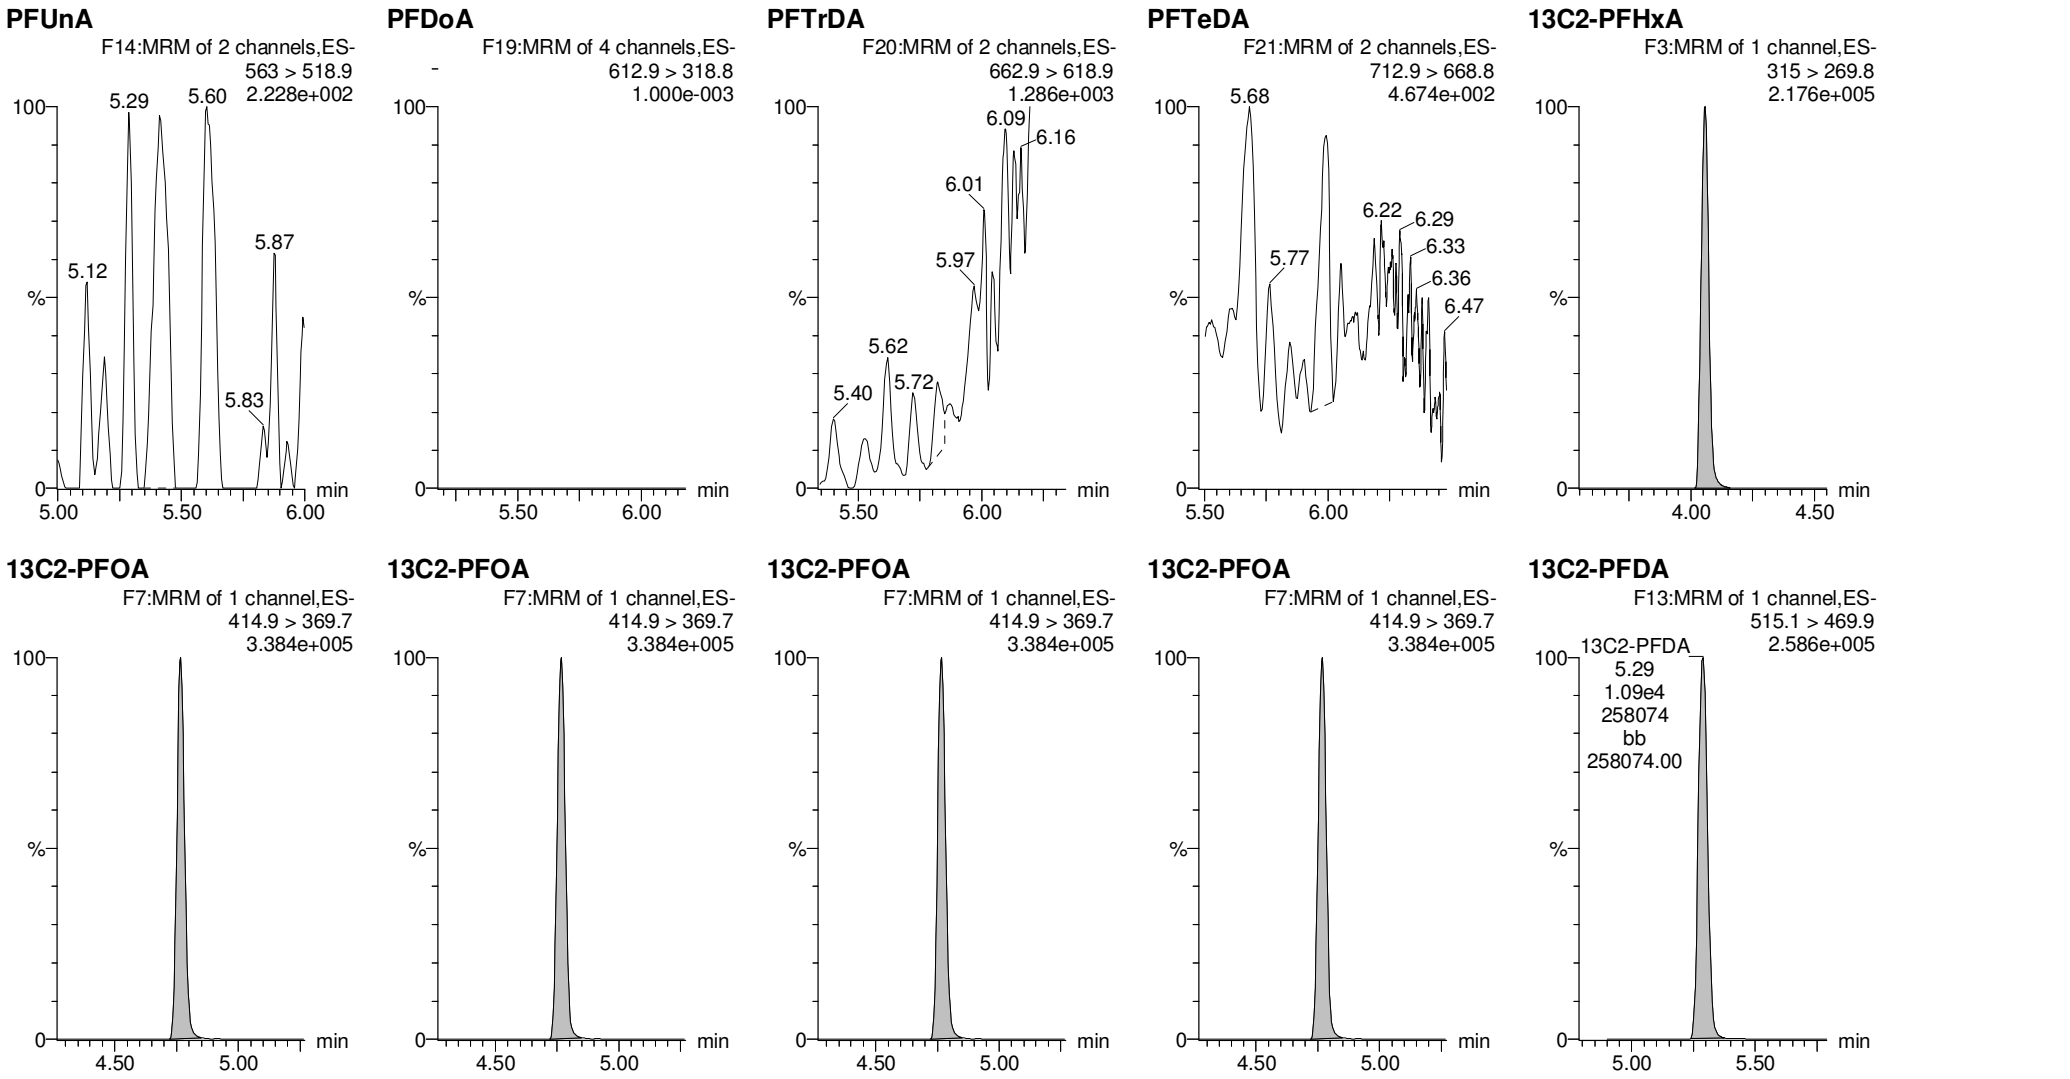 PFUnA
F14:MRM of 2 channels,ES-
563 > 518.9
2.228e+002
100
%
0
5.12
5.29
5.60
5.83
5.87
min
5.00 5.50 6.00
PFDoA
F19:MRM of 4 channels,ES-
612.9 > 318.8
1.000e-003
100
%
0
min
5.50 6.00
PFTrDA
F20:MRM of 2 channels,ES-
662.9 > 618.9
1.286e+003
100
%
0
5.40
5.62
5.72
5.97
6.01
6.09
6.16
min
5.50 6.00
PFTeDA
F21:MRM of 2 channels,ES-
712.9 > 668.8
4.674e+002
100
%
0
5.68
5.77
6.22
6.29
6.33
6.36
6.47
min
5.50 6.00
13C2-PFHxA
F3:MRM of 1 channel,ES-
315 > 269.8
2.176e+005
100
%
0
min
4.00 4.50
13C2-PFOA
F7:MRM of 1 channel,ES-
414.9 > 369.7
3.384e+005
100
%
0
min
4.50 5.00
13C2-PFOA
F7:MRM of 1 channel,ES-
414.9 > 369.7
3.384e+005
100
%
0
min
4.50 5.00
13C2-PFOA
F7:MRM of 1 channel,ES-
414.9 > 369.7
3.384e+005
100
%
0
min
4.50 5.00
13C2-PFOA
F7:MRM of 1 channel,ES-
414.9 > 369.7
3.384e+005
100
%
0
min
4.50 5.00
13C2-PFDA
F13:MRM of 1 channel,ES-
515.1 > 469.9
2.586e+005
100
%
0
13C2-PFDA
5.29
1.09e4
258074
bb
258074.00
min
5.00 5.50